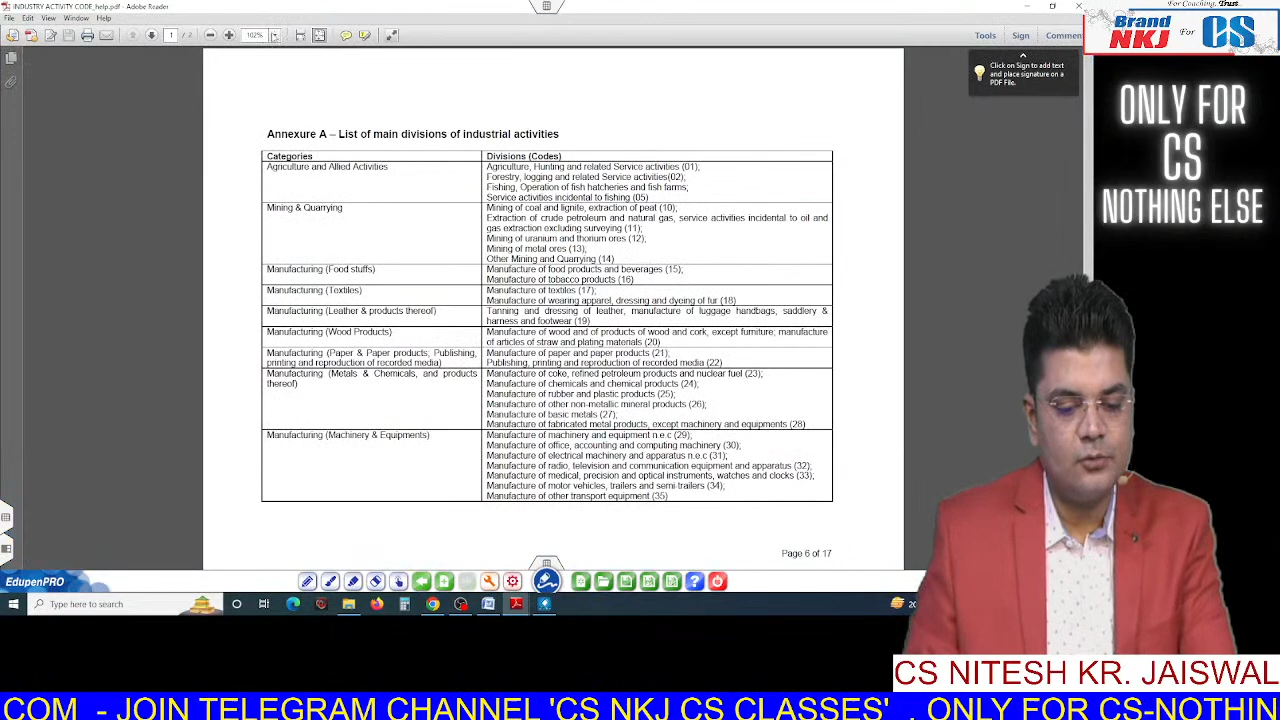 INDUSTRY ACTIVITY CODE_help.pdf - Adobe Reader
File Edit View Window Help
1 / 2 102% Tools Sign Commen
Click on Sign to add text
and place signature on a
PDF File.
Annexure A – List of main divisions of industrial activities
Categories Divisions (Codes)
Agriculture and Allied Activities Agriculture, Hunting and related Service activities (01);
Forestry, logging and related Service activities(02);
Fishing, Operation of fish hatcheries and fish farms;
Service activities incidental to fishing (05)
Mining & Quarrying Mining of coal and lignite, extraction of peat (10),
Extraction of crude petroleum and natural gas, service activities incidental to oil and
gas extraction excluding surveying (11);
Mining of uranium and thorium ores (12);
Mining of metal ores (13),
Other Mining and Quarrying (14)
Manufacturing (Food stuffs) Manufacture of food products and beverages (15);
Manufacture of tobacco products (16)
Manufacturing (Textiles) Manufacture of textiles (17);
Manufacture of wearing apparel, dressing and dyeing of fur (18)
Manufacturing (Leather & products thereof) Tanning and dressing of leather, manufacture of luggage handbags, saddlery &
harness and footwear (19)
Manufacturing (Wood Products) Manufacture of wood and of products of wood and cork, except furniture; manufacture
of articles of straw and plating materials (20)
Manufacturing (Paper & Paper products; Publishing, Manufacture of paper and paper products (21);
printing and reproduction of recorded media) Publishing, printing and reproduction of recorded media (22)
Manufacturing (Metals & Chemicals, and products Manufacture of coke, refined petroleum products and nuclear fuel (23);
thereof) Manufacture of chemicals and chemical products (24);
Manufacture of rubber and plastic products (25);
Manufacture of other non-metallic mineral products (26);
Manufacture of basic metals (27);
Manufacture of fabricated metal products, except machinery and equipments (28)
Manufacturing (Machinery & Equipments) Manufacture of machinery and equipment n.e.c (29);
Manufacture of office, accounting and computing machinery (30);
Manufacture of electrical machinery and apparatus n.e.c (31);
Manufacture of radio, television and communication equipment and apparatus (32);
Manufacture of medical, precision and optical instruments, watches and clocks (33);
Manufacture of motor vehicles, trailers and semi-trailers (34);
Manufacture of other transport equipment (35)
Page 6 of 17
EdupenPRO
Type here to search
20
For Coaching, Trust
Brand
NKJ For CS
ONLY FOR
CS
NOTHING ELSE
CS NITESH KR. JAISWAL
COM - JOIN TELEGRAM CHANNEL 'CS NKJ CS CLASSES' , ONLY FOR CS-NOTHIN